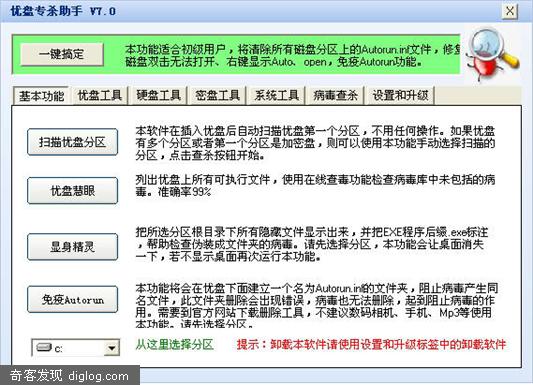 优盘专杀助手 V7.0
一键搞定
本功能适合初级用户，将清除所有磁盘分区上的Autorun.inf文件，修复
磁盘双击无法打开、右键显示Auto、open，免疫Autorun功能。
基本功能 优盘工具 硬盘工具 密盘工具 系统工具 病毒查杀 设置和升级
扫描优盘分区
本软件在插入优盘后自动扫描优盘第一个分区，不用任何操作。如果优盘
有多个分区或者第一个分区是加密盘，则可以使用本功能手动选择扫描的
分区，点击查杀按钮开始。
优盘慧眼
列出优盘上所有可执行文件，使用在线查毒功能检查病毒库中未包括的病
毒。准确率99%
显身精灵
把所选分区根目录下所有隐藏文件显示出来，并把EXE程序后缀.exe标注
，帮助检查伪装成文件夹的病毒。请先选择分区，本功能会让桌面消失
一下，若不显示桌面再次运行本功能。
免疫Autorun
本功能将会在优盘下面建立一个名为Autorun.inf的文件夹，阻止病毒产生同
名文件，此文件夹删除会出现错误，病毒也无法删除，起到阻止病毒的作
用。需要到官方网站下载删除工具，不建议数码相机、手机、Mp3等使用
本功能。请先选择分区。
c:
从这里选择分区
提示：卸载本软件请使用设置和升级标签中的卸载软件
奇客发现 diglog.com